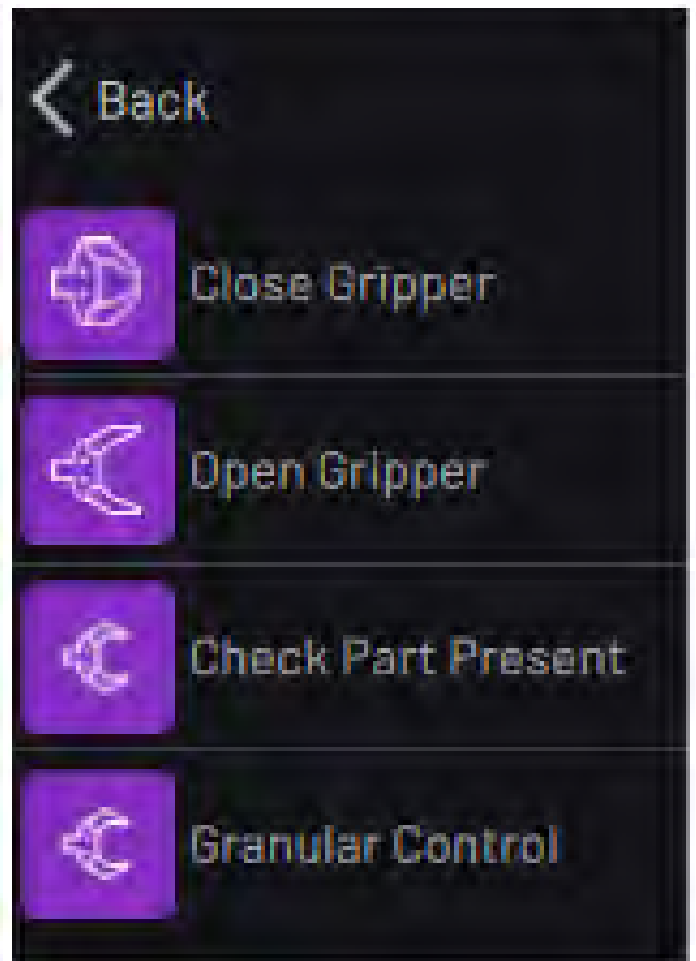 Back
Close Gripper
Open Gripper
Check Part Present
Granular Control